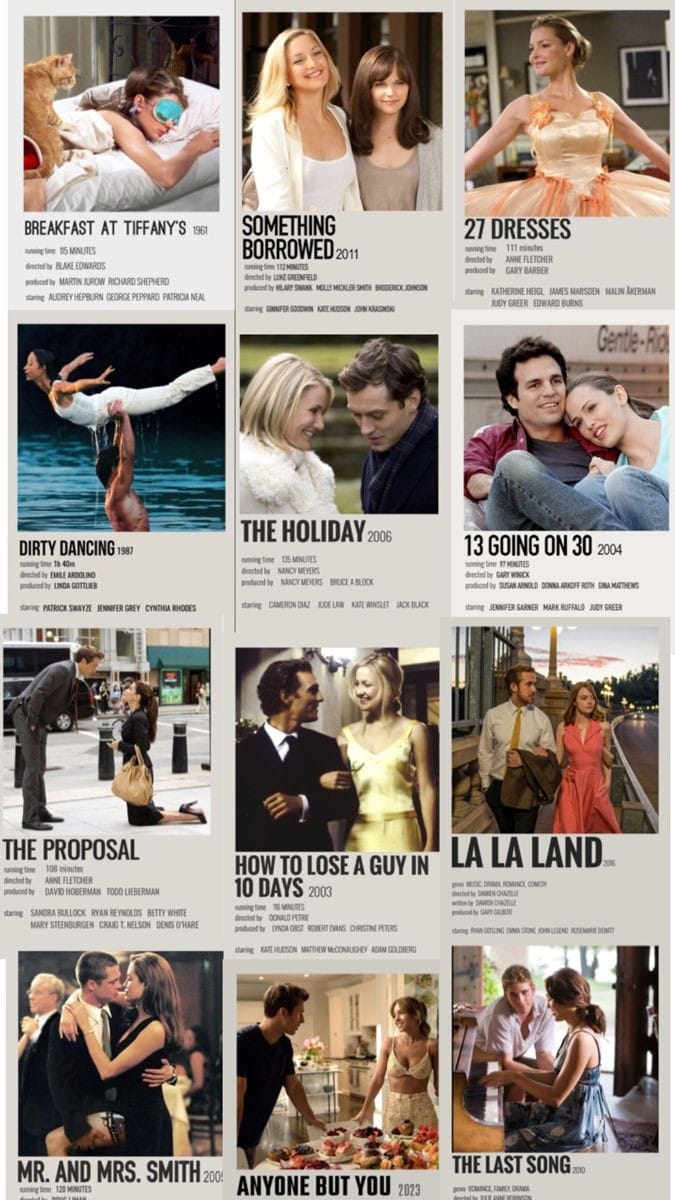 BREAKFAST AT TIFFANY'S 1961
running time 115 MINUTES
directed by BLAKE EDWARDS
produced by MARTIN JUROW RICHARD SHEPHERD
starring AUDREY HEPBURN GEORGE PEPPARD PATRICIA NEAL
SOMETHING
BORROWED 2011
running time 112 MINUTES
directed by LUKE GREENFIELD
produced by HILARY SWANK MOLLY MICKLER SMITH BRODERICK JOHNSON
starring GINNIFER GOODWIN KATE HUDSON JOHN KRASINSKI
27 DRESSES
running time 111 minutes
directed by ANNE FLETCHER
produced by GARY BARBER
starring KATHERINE HEIGL JAMES MARSDEN MALIN ÅKERMAN
JUDY GREER EDWARD BURNS
DIRTY DANCING 1987
running time 1h 40m
directed by EMILE ARDOLINO
produced by LINDA GOTTLIEB
starring PATRICK SWAYZE JENNIFER GREY CYNTHIA RHODES
THE HOLIDAY 2006
running time 135 MINUTES
directed by NANCY MEYERS
produced by NANCY MEYERS BRUCE A BLOCK
starring CAMERON DIAZ JUDE LAW KATE WINSLET JACK BLACK
Gentle-Ride
13 GOING ON 30 2004
running time 97 MINUTES
directed by GARY WINICK
produced by SUSAN ARNOLD DONNA ARKOFF ROTH GINA MATTHEWS
starring JENNIFER GARNER MARK RUFFALO JUDY GREER
THE PROPOSAL
running time 108 minutes
directed by ANNE FLETCHER
produced by DAVID HOBERMAN TODD LIEBERMAN
starring SANDRA BULLOCK RYAN REYNOLDS BETTY WHITE
MARY STEENBURGEN CRAIG T. NELSON DENIS O'HARE
HOW TO LOSE A GUY IN
10 DAYS 2003
running time 116 MINUTES
directed by DONALD PETRIE
produced by LYNDA OBST ROBERT EVANS CHRISTINE PETERS
starring KATE HUDSON MATTHEW McCONAUGHEY ADAM GOLDBERG
LA LA LAND 2016
genre MUSIC, DRAMA, ROMANCE, COMEDY
directed by DAMIEN CHAZELLE
written by DAMIEN CHAZELLE
produced by GARY GILBERT
starring RYAN GOSLING EMMA STONE JOHN LEGEND ROSEMARIE DEWITT
MR. AND MRS. SMITH 2005
running time 120 MINUTES
ANYONE BUT YOU 2023
THE LAST SONG 2010
genre ROMANCE, FAMILY, DRAMA
directed by JULIE ANNE ROBINSON